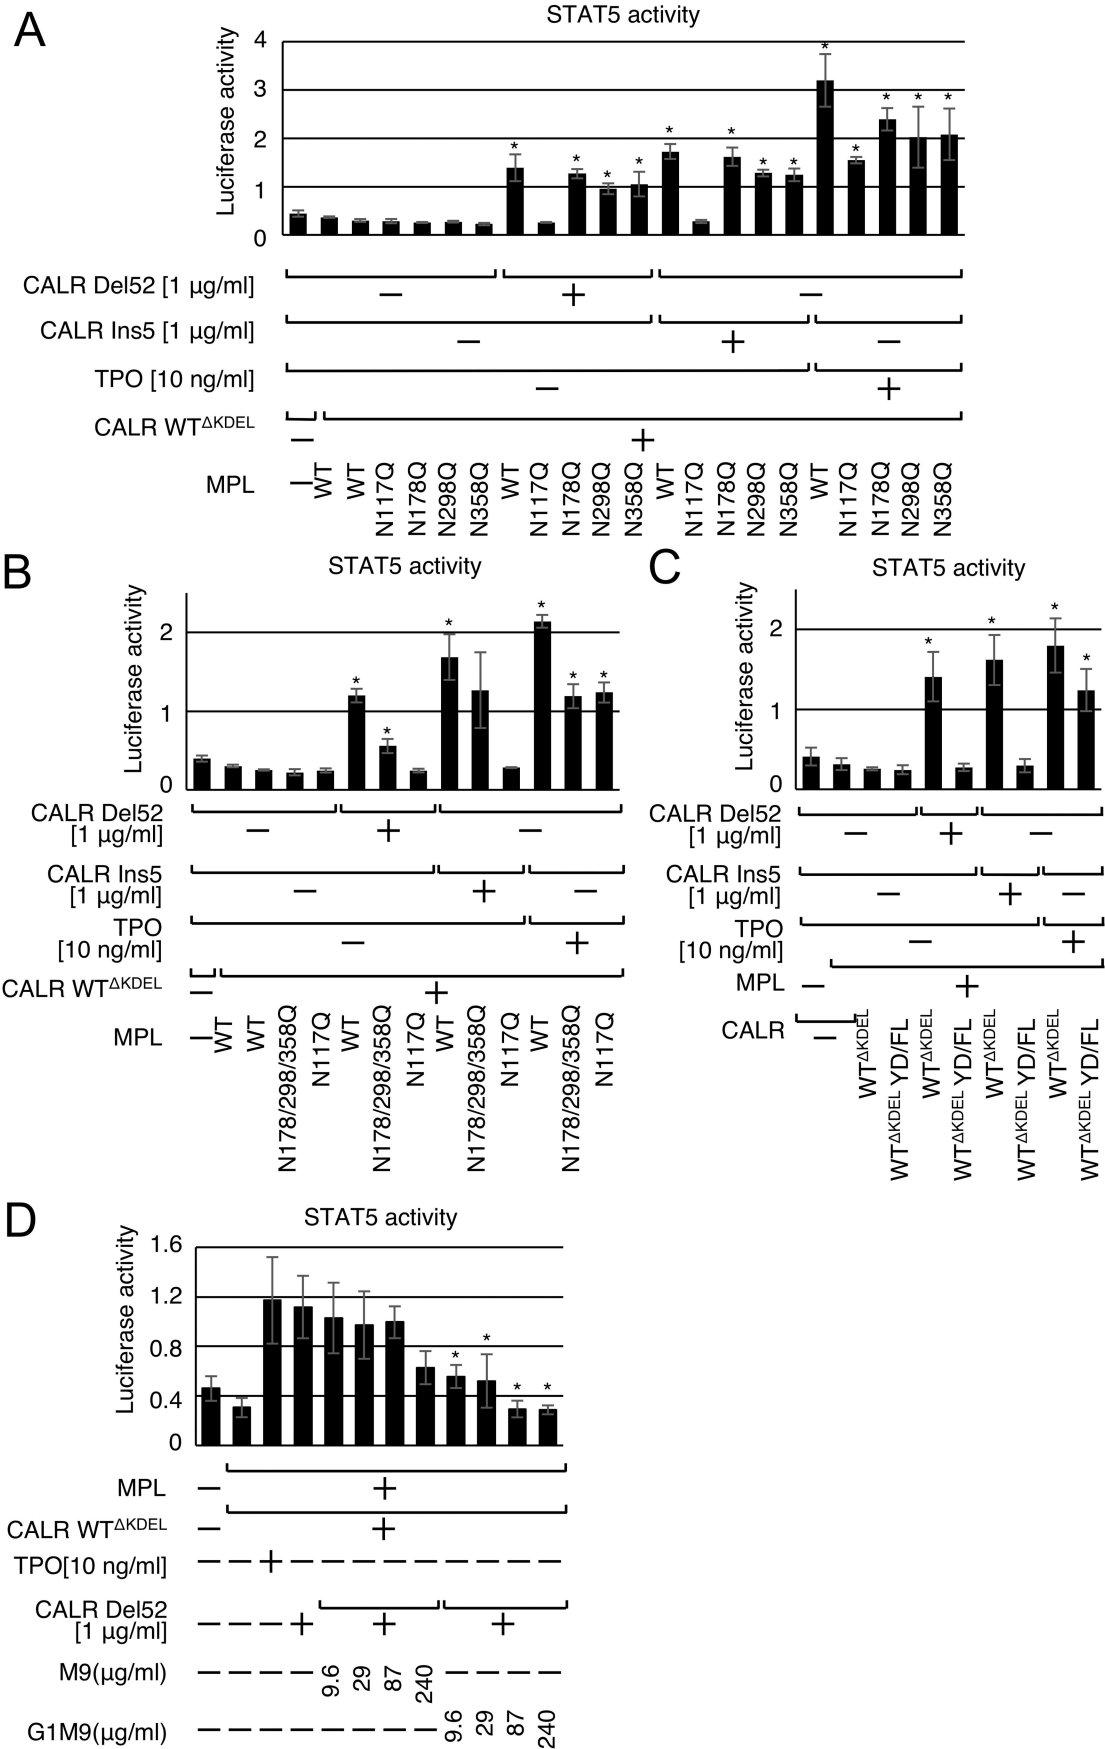 A
STAT5 activity
Luciferase activity
4
3
2
1
0
* * * * * * * * * * * * * *
CALR Del52 [1 µg/ml]
— + —
CALR Ins5 [1 µg/ml]
— + —
TPO [10 ng/ml]
— +
CALR WTΔKDEL
— +
MPL
— WT WT N117Q N178Q N298Q N358Q WT N117Q N178Q N298Q N358Q WT N117Q N178Q N298Q N358Q WT N117Q N178Q N298Q N358Q
B
STAT5 activity
Luciferase activity
2
1
0
* * * * * *
CALR Del52
[1 µg/ml]
— + —
CALR Ins5
[1 µg/ml]
— + —
TPO
[10 ng/ml]
— +
CALR WTΔKDEL
— +
MPL
— WT WT N178/298/358Q N117Q WT N178/298/358Q N117Q WT N178/298/358Q N117Q WT N178/298/358Q N117Q
C
STAT5 activity
Luciferase activity
2
1
0
* * * *
CALR Del52
[1 µg/ml]
— + —
CALR Ins5
[1 µg/ml]
— + —
TPO
[10 ng/ml]
— +
MPL
— +
CALR
— WTΔKDEL WTΔKDEL YD/FL WTΔKDEL WTΔKDEL YD/FL WTΔKDEL WTΔKDEL YD/FL WTΔKDEL WTΔKDEL YD/FL
D
STAT5 activity
Luciferase activity
1.6
1.2
0.8
0.4
0
* * * *
MPL
— +
CALR WTΔKDEL
— +
TPO[10 ng/ml]
— — + — — — — — — — — —
CALR Del52
[1 µg/ml]
— — — + + +
M9(µg/ml)
— — — — 9.6 29 87 240 — — — —
G1M9(µg/ml)
— — — — — — — — 9.6 29 87 240